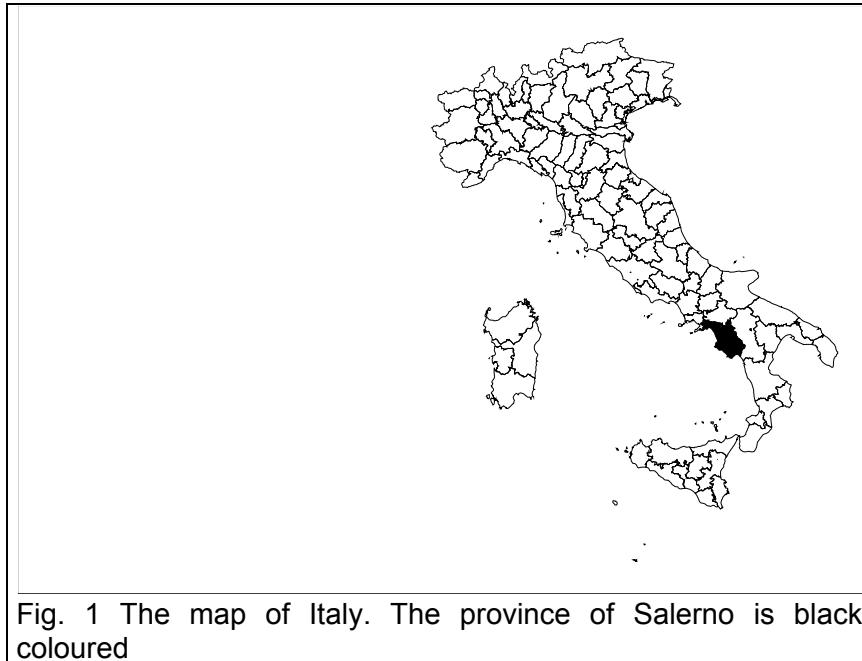 Fig. 1 The map of Italy. The province of Salerno is black
coloured